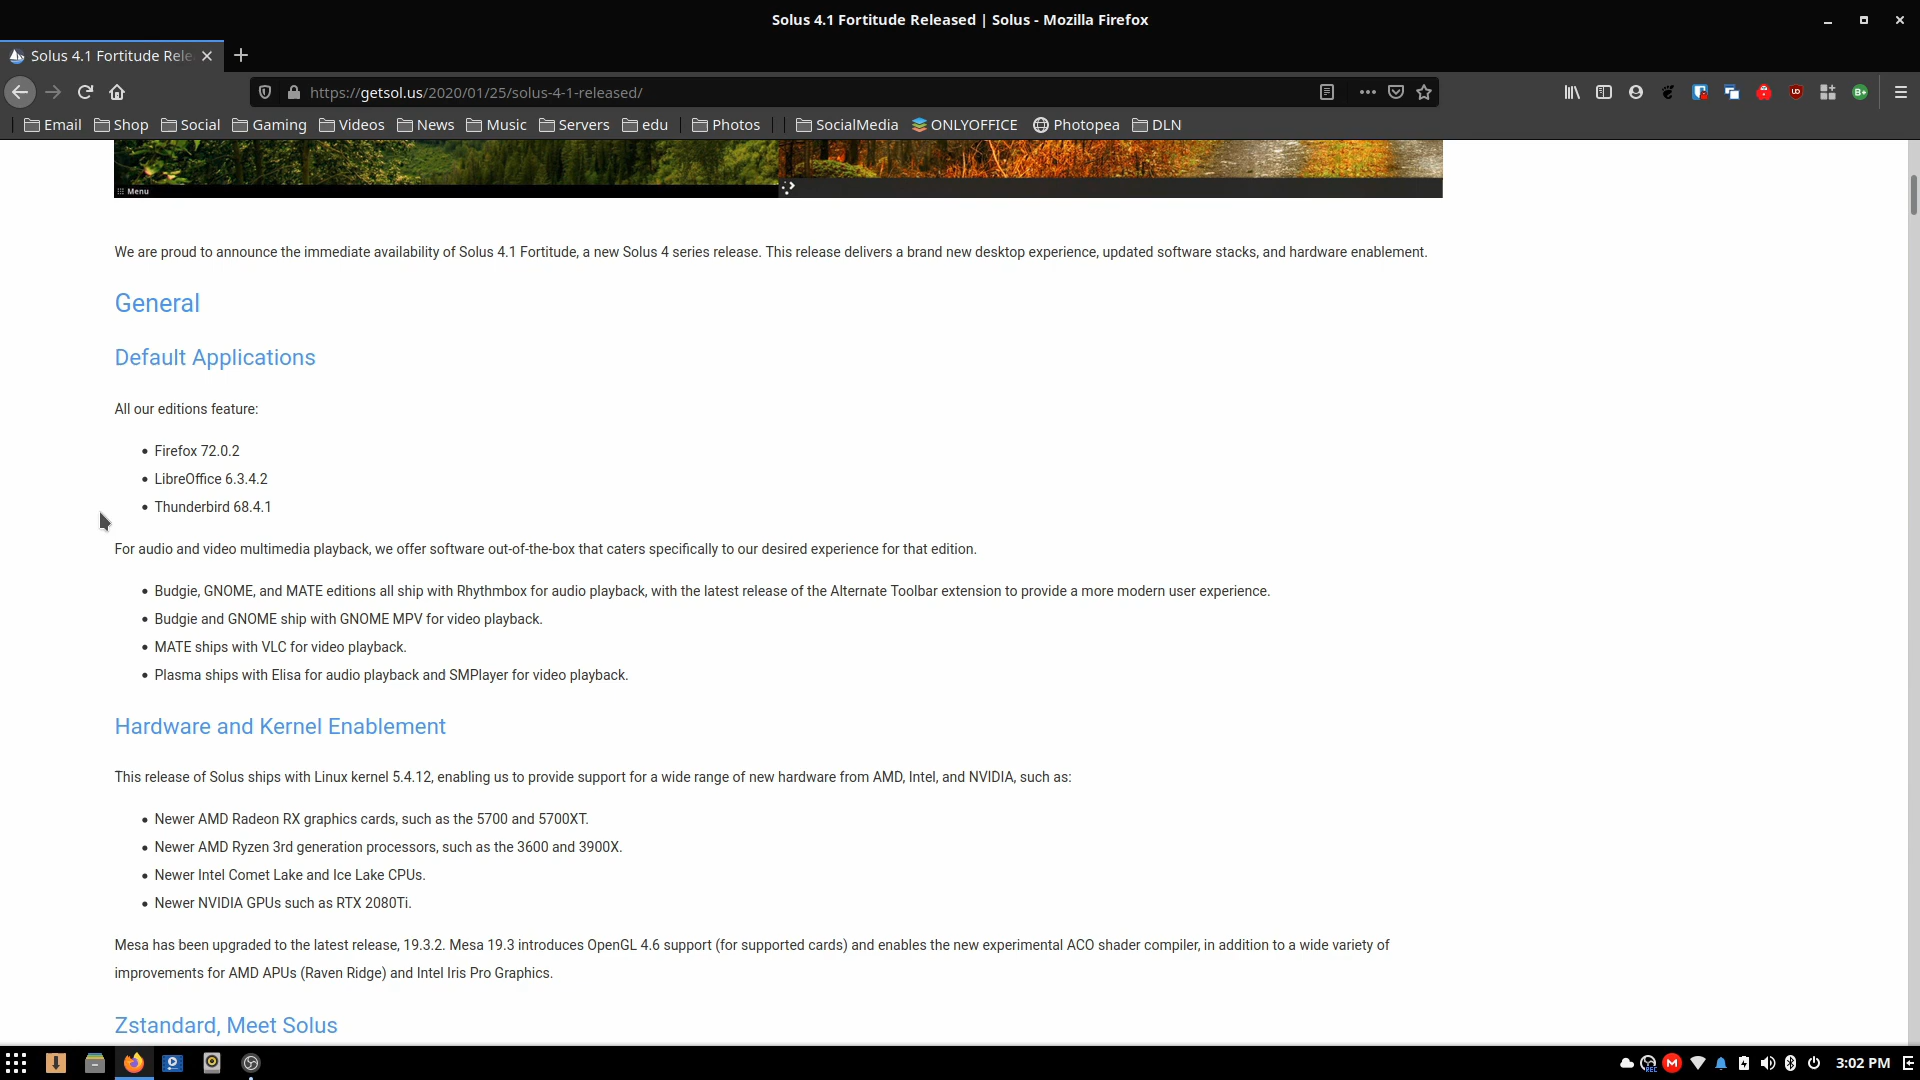 Solus 4.1 Fortitude Released | Solus - Mozilla Firefox
Solus 4.1 Fortitude Rele
https://getsol.us/2020/01/25/solus-4-1-released/
Email Shop Social Gaming Videos News Music Servers edu Photos SocialMedia ONLYOFFICE Photopea DLN
Menu
We are proud to announce the immediate availability of Solus 4.1 Fortitude, a new Solus 4 series release. This release delivers a brand new desktop experience, updated software stacks, and hardware enablement.
General
Default Applications
All our editions feature:
• Firefox 72.0.2
• LibreOffice 6.3.4.2
• Thunderbird 68.4.1
For audio and video multimedia playback, we offer software out-of-the-box that caters specifically to our desired experience for that edition.
• Budgie, GNOME, and MATE editions all ship with Rhythmbox for audio playback, with the latest release of the Alternate Toolbar extension to provide a more modern user experience.
• Budgie and GNOME ship with GNOME MPV for video playback.
• MATE ships with VLC for video playback.
• Plasma ships with Elisa for audio playback and SMPlayer for video playback.
Hardware and Kernel Enablement
This release of Solus ships with Linux kernel 5.4.12, enabling us to provide support for a wide range of new hardware from AMD, Intel, and NVIDIA, such as:
• Newer AMD Radeon RX graphics cards, such as the 5700 and 5700XT.
• Newer AMD Ryzen 3rd generation processors, such as the 3600 and 3900X.
• Newer Intel Comet Lake and Ice Lake CPUs.
• Newer NVIDIA GPUs such as RTX 2080Ti.
Mesa has been upgraded to the latest release, 19.3.2. Mesa 19.3 introduces OpenGL 4.6 support (for supported cards) and enables the new experimental ACO shader compiler, in addition to a wide variety of
improvements for AMD APUs (Raven Ridge) and Intel Iris Pro Graphics.
Zstandard, Meet Solus
REC M 3:02 PM